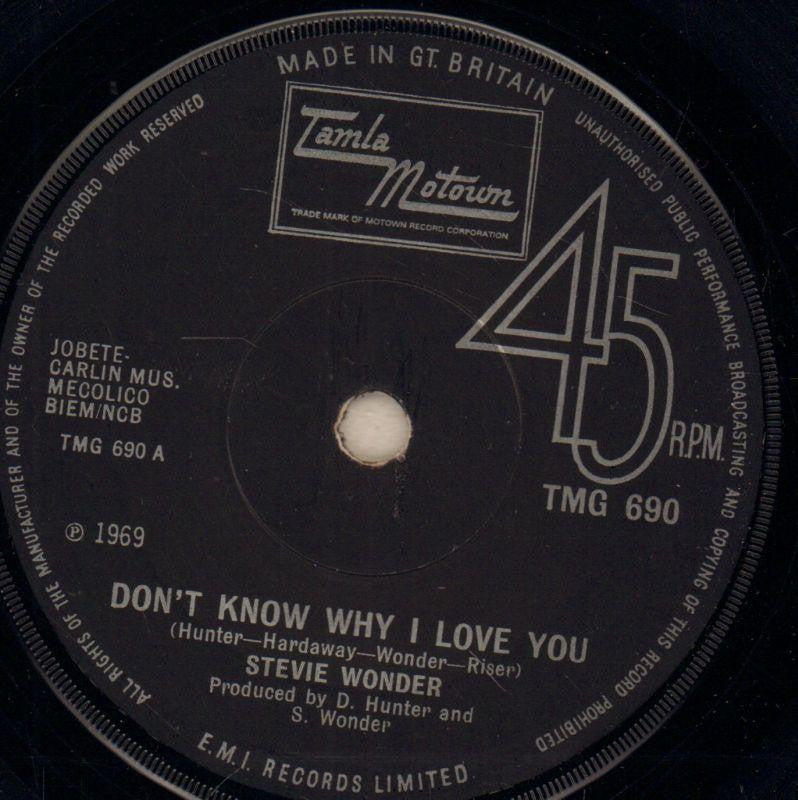 MADE IN GT. BRITAIN
UNAUTHORISED PUBLIC PERFORMANCE BROADCASTING AND COPYING OF THIS RECORD PROHIBITED
E.M.I. RECORDS LIMITED
ALL RIGHTS OF THE MANUFACTURER AND OF THE OWNER OF THE RECORDED WORK RESERVED
Tamla
Motown
TRADE MARK OF MOTOWN RECORD CORPORATION
45 R.P.M.
TMG 690
JOBETE-
CARLIN MUS.
MECOLICO
BIEM/NCB
TMG 690 A
℗ 1969
DON'T KNOW WHY I LOVE YOU
(Hunter—Hardaway—Wonder—Riser)
STEVIE WONDER
Produced by D. Hunter and
S. Wonder